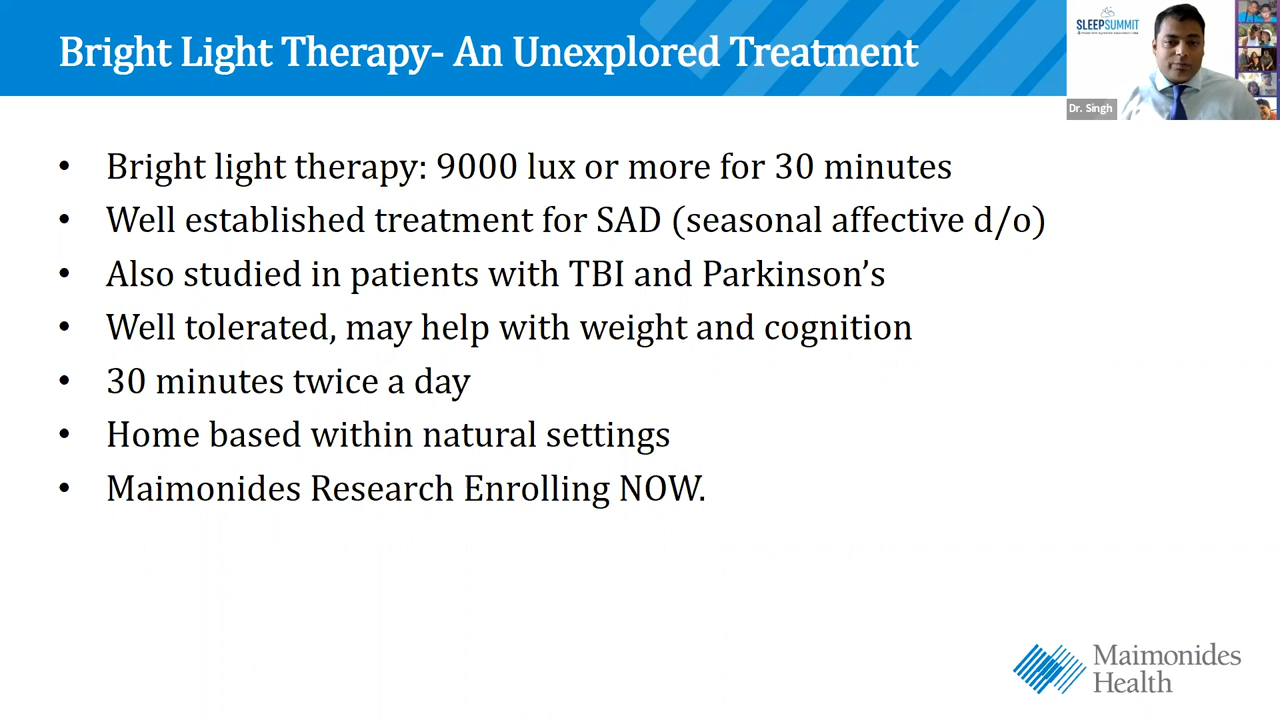 Bright Light Therapy- An Unexplored Treatment
SLEEPSUMMIT
Dr. Singh
• Bright light therapy: 9000 lux or more for 30 minutes
• Well established treatment for SAD (seasonal affective d/o)
• Also studied in patients with TBI and Parkinson’s
• Well tolerated, may help with weight and cognition
• 30 minutes twice a day
• Home based within natural settings
• Maimonides Research Enrolling NOW.
Maimonides
Health